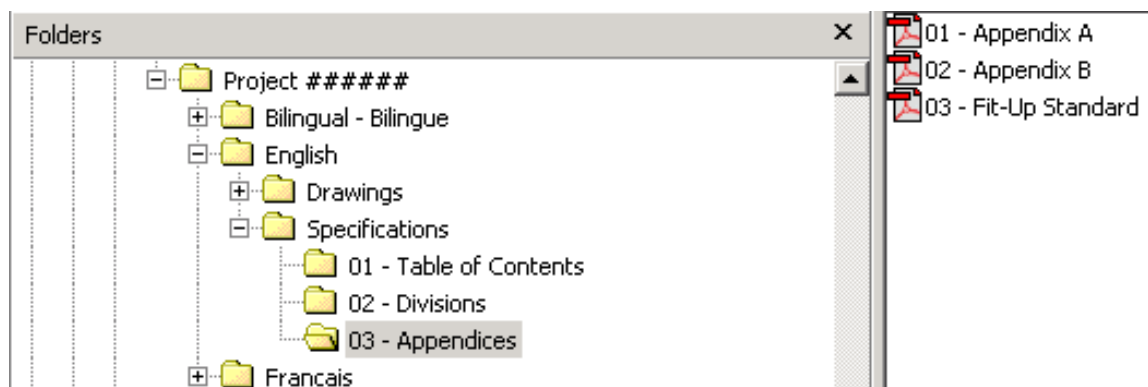 Folders
Project ######
Bilingual - Bilingue
English
Drawings
Specifications
01 - Table of Contents
02 - Divisions
03 - Appendices
Francais
01 - Appendix A
02 - Appendix B
03 - Fit-Up Standard